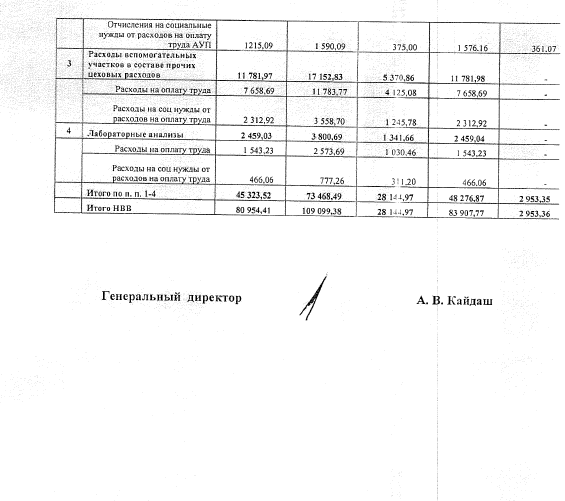 Отчисления на социальные
нужды от расходов на оплату
труда АУП 1215,09 1 590,09 375,00 1 576.16 361.07
3 Расходы вспомогательных
участков в составе прочих
цеховых расходов 11 781,97 17 152,83 5 370,86 11 781,98 -
Расходы на оплату труда 7 658,69 11 783,77 4 125,08 7 658,69 -
Расходы на соц нужды от
расходов на оплату труда 2 312,92 3 558,70 1 245,78 2 312,92 -
4 Лабораторные анализы 2 459,03 3 800,69 1 341,66 2 459,04 -
Расходы на оплату труда 1 543,23 2 573,69 1 030,46 1 543,23 -
Расходы на соц нужды от
расходов на оплату труда 466,06 777,26 311,20 466,06 -
Итого по п. п. 1-4 45 323,52 73 468,49 28 144,97 48 276,87 2 953,35
Итого НВВ 80 954,41 109 099,38 28 144,97 83 907,77 2 953,36
Генеральный директор А. В. Кайдаш